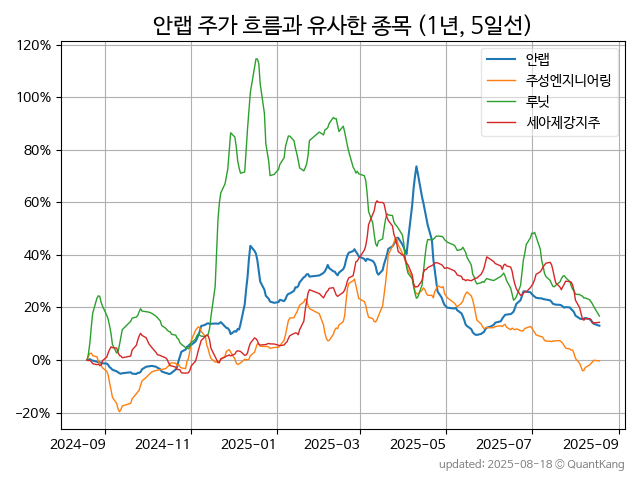 안랩 주가 흐름과 유사한 종목 (1년, 5일선)
120%
100%
80%
60%
40%
20%
0%
−20%
안랩
주성엔지니어링
루닛
세아제강지주
2024-09
2024-11
2025-01
2025-03
2025-05
2025-07
2025-09
updated: 2025-08-18 ⓒ QuantKang